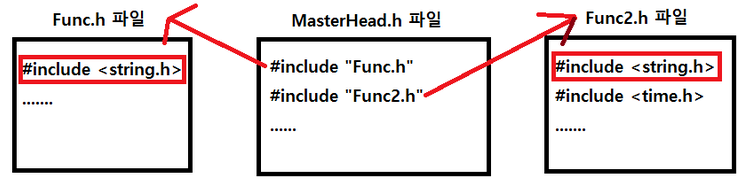 Func.h 파일
#include <string.h>
.......
MasterHead.h 파일
#include "Func.h"
#include "Func2.h"
......
Func2.h 파일
#include <string.h>
#include <time.h>
.......